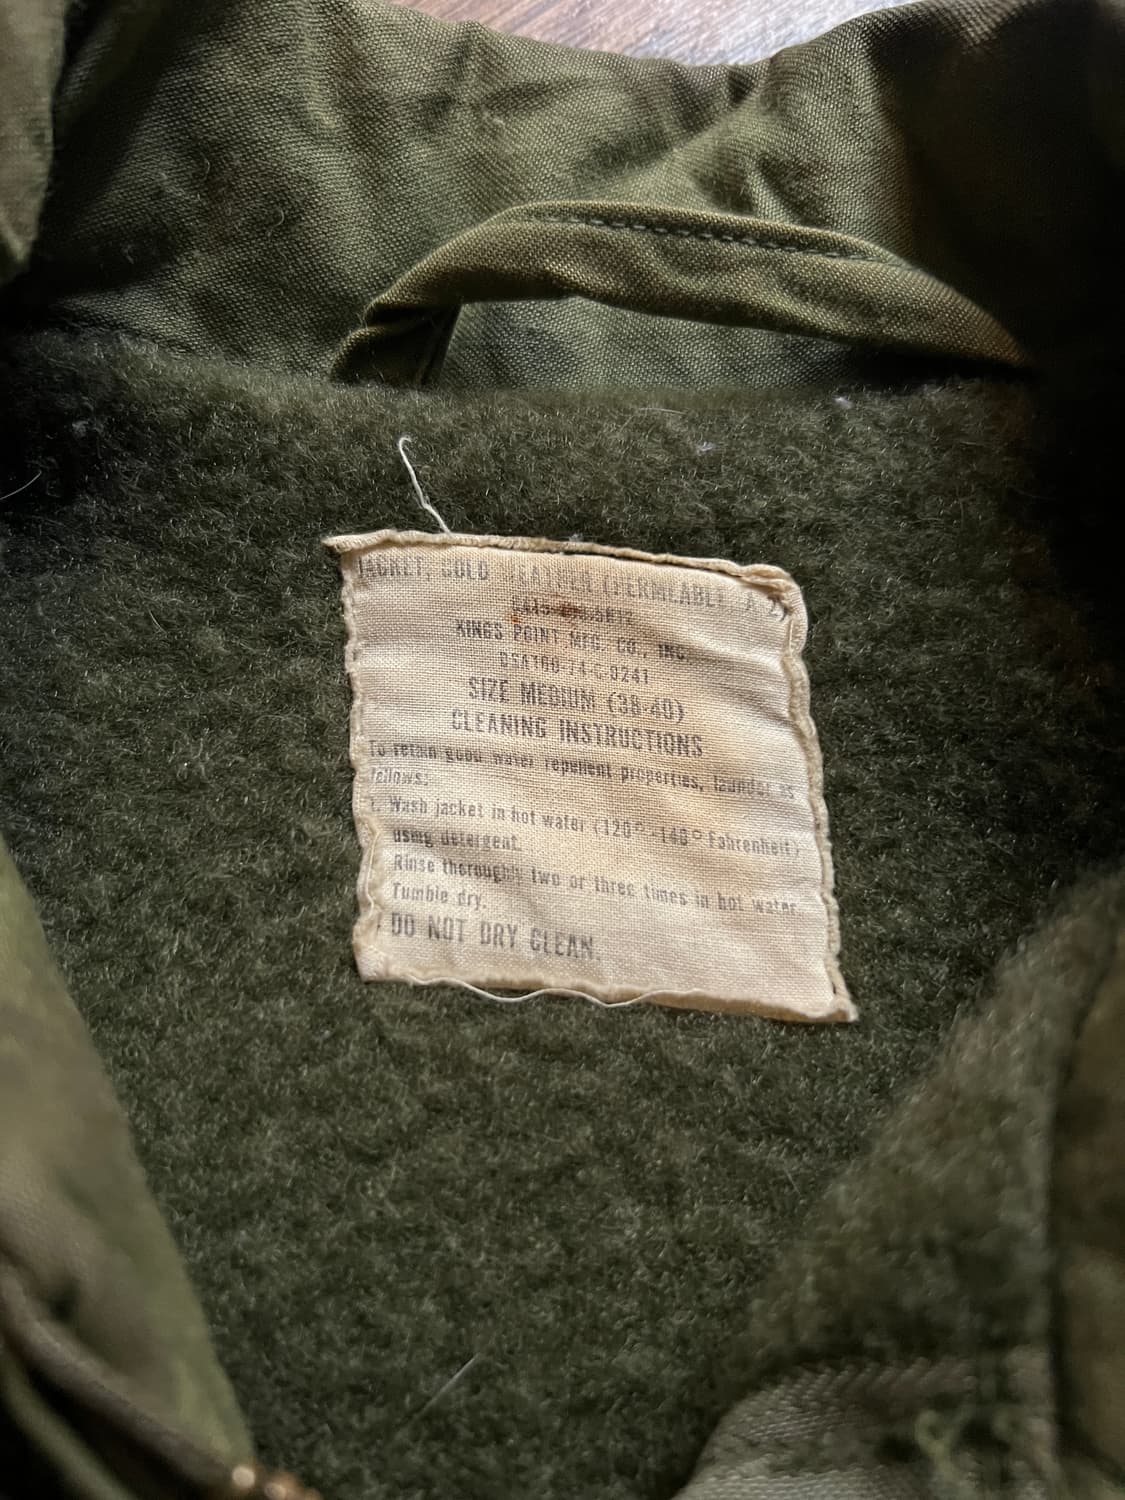 JACKET, COLD WEATHER (PERMEABLE, A-2)
KINGS POINT MFG. CO., INC.
DSA100-74-C-0241
SIZE MEDIUM (38-40)
CLEANING INSTRUCTIONS
To retain good water repellent properties, launder as
follows:
1. Wash jacket in hot water (120°-140° Fahrenheit)
using detergent.
Rinse thoroughly two or three times in hot water.
Tumble dry.
DO NOT DRY CLEAN.